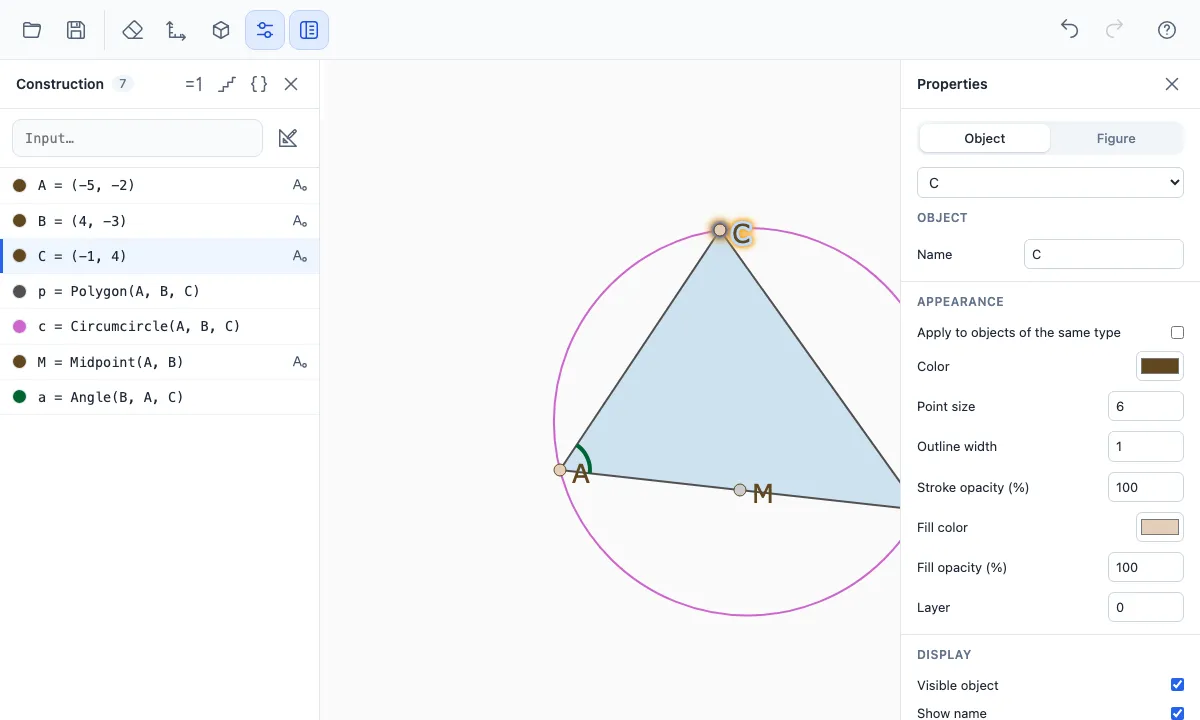 Construction 7 =1 {}
Properties
Object Figure
Input…
C
A = (−5, −2) A
B = (4, −3) A
C = (−1, 4) A
p = Polygon(A, B, C)
c = Circumcircle(A, B, C)
M = Midpoint(A, B) A
a = Angle(B, A, C)
C
A
M
OBJECT
Name C
APPEARANCE
Apply to objects of the same type
Color
Point size 6
Outline width 1
Stroke opacity (%) 100
Fill color
Fill opacity (%) 100
Layer 0
DISPLAY
Visible object
Show name